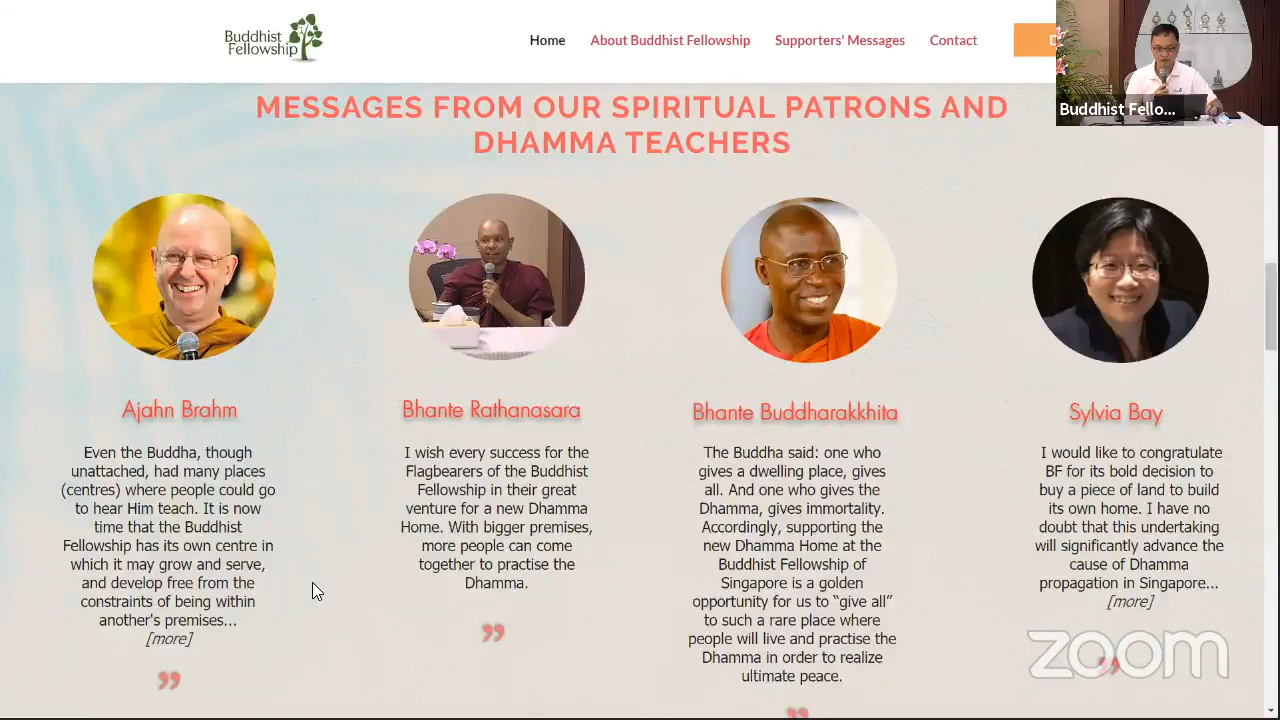 Buddhist
Fellowship
Home
About Buddhist Fellowship
Supporters' Messages
Contact
Buddhist Fello...
MESSAGES FROM OUR SPIRITUAL PATRONS AND
DHAMMA TEACHERS
Ajahn Brahm
Even the Buddha, though
unattached, had many places
(centres) where people could go
to hear Him teach. It is now
time that the Buddhist
Fellowship has its own centre in
which it may grow and serve,
and develop free from the
constraints of being within
another's premises...
[more]
”
Bhante Rathanasara
I wish every success for the
Flagbearers of the Buddhist
Fellowship in their great
venture for a new Dhamma
Home. With bigger premises,
more people can come
together to practise the
Dhamma.
”
Bhante Buddharakkhita
The Buddha said: one who
gives a dwelling place, gives
all. And one who gives the
Dhamma, gives immortality.
Accordingly, supporting the
new Dhamma Home at the
Buddhist Fellowship of
Singapore is a golden
opportunity for us to “give all”
to such a rare place where
people will live and practise the
Dhamma in order to realize
ultimate peace.
”
Sylvia Bay
I would like to congratulate
BF for its bold decision to
buy a piece of land to build
its own home. I have no
doubt that this undertaking
will significantly advance the
cause of Dhamma
propagation in Singapore...
[more]
”
zoom